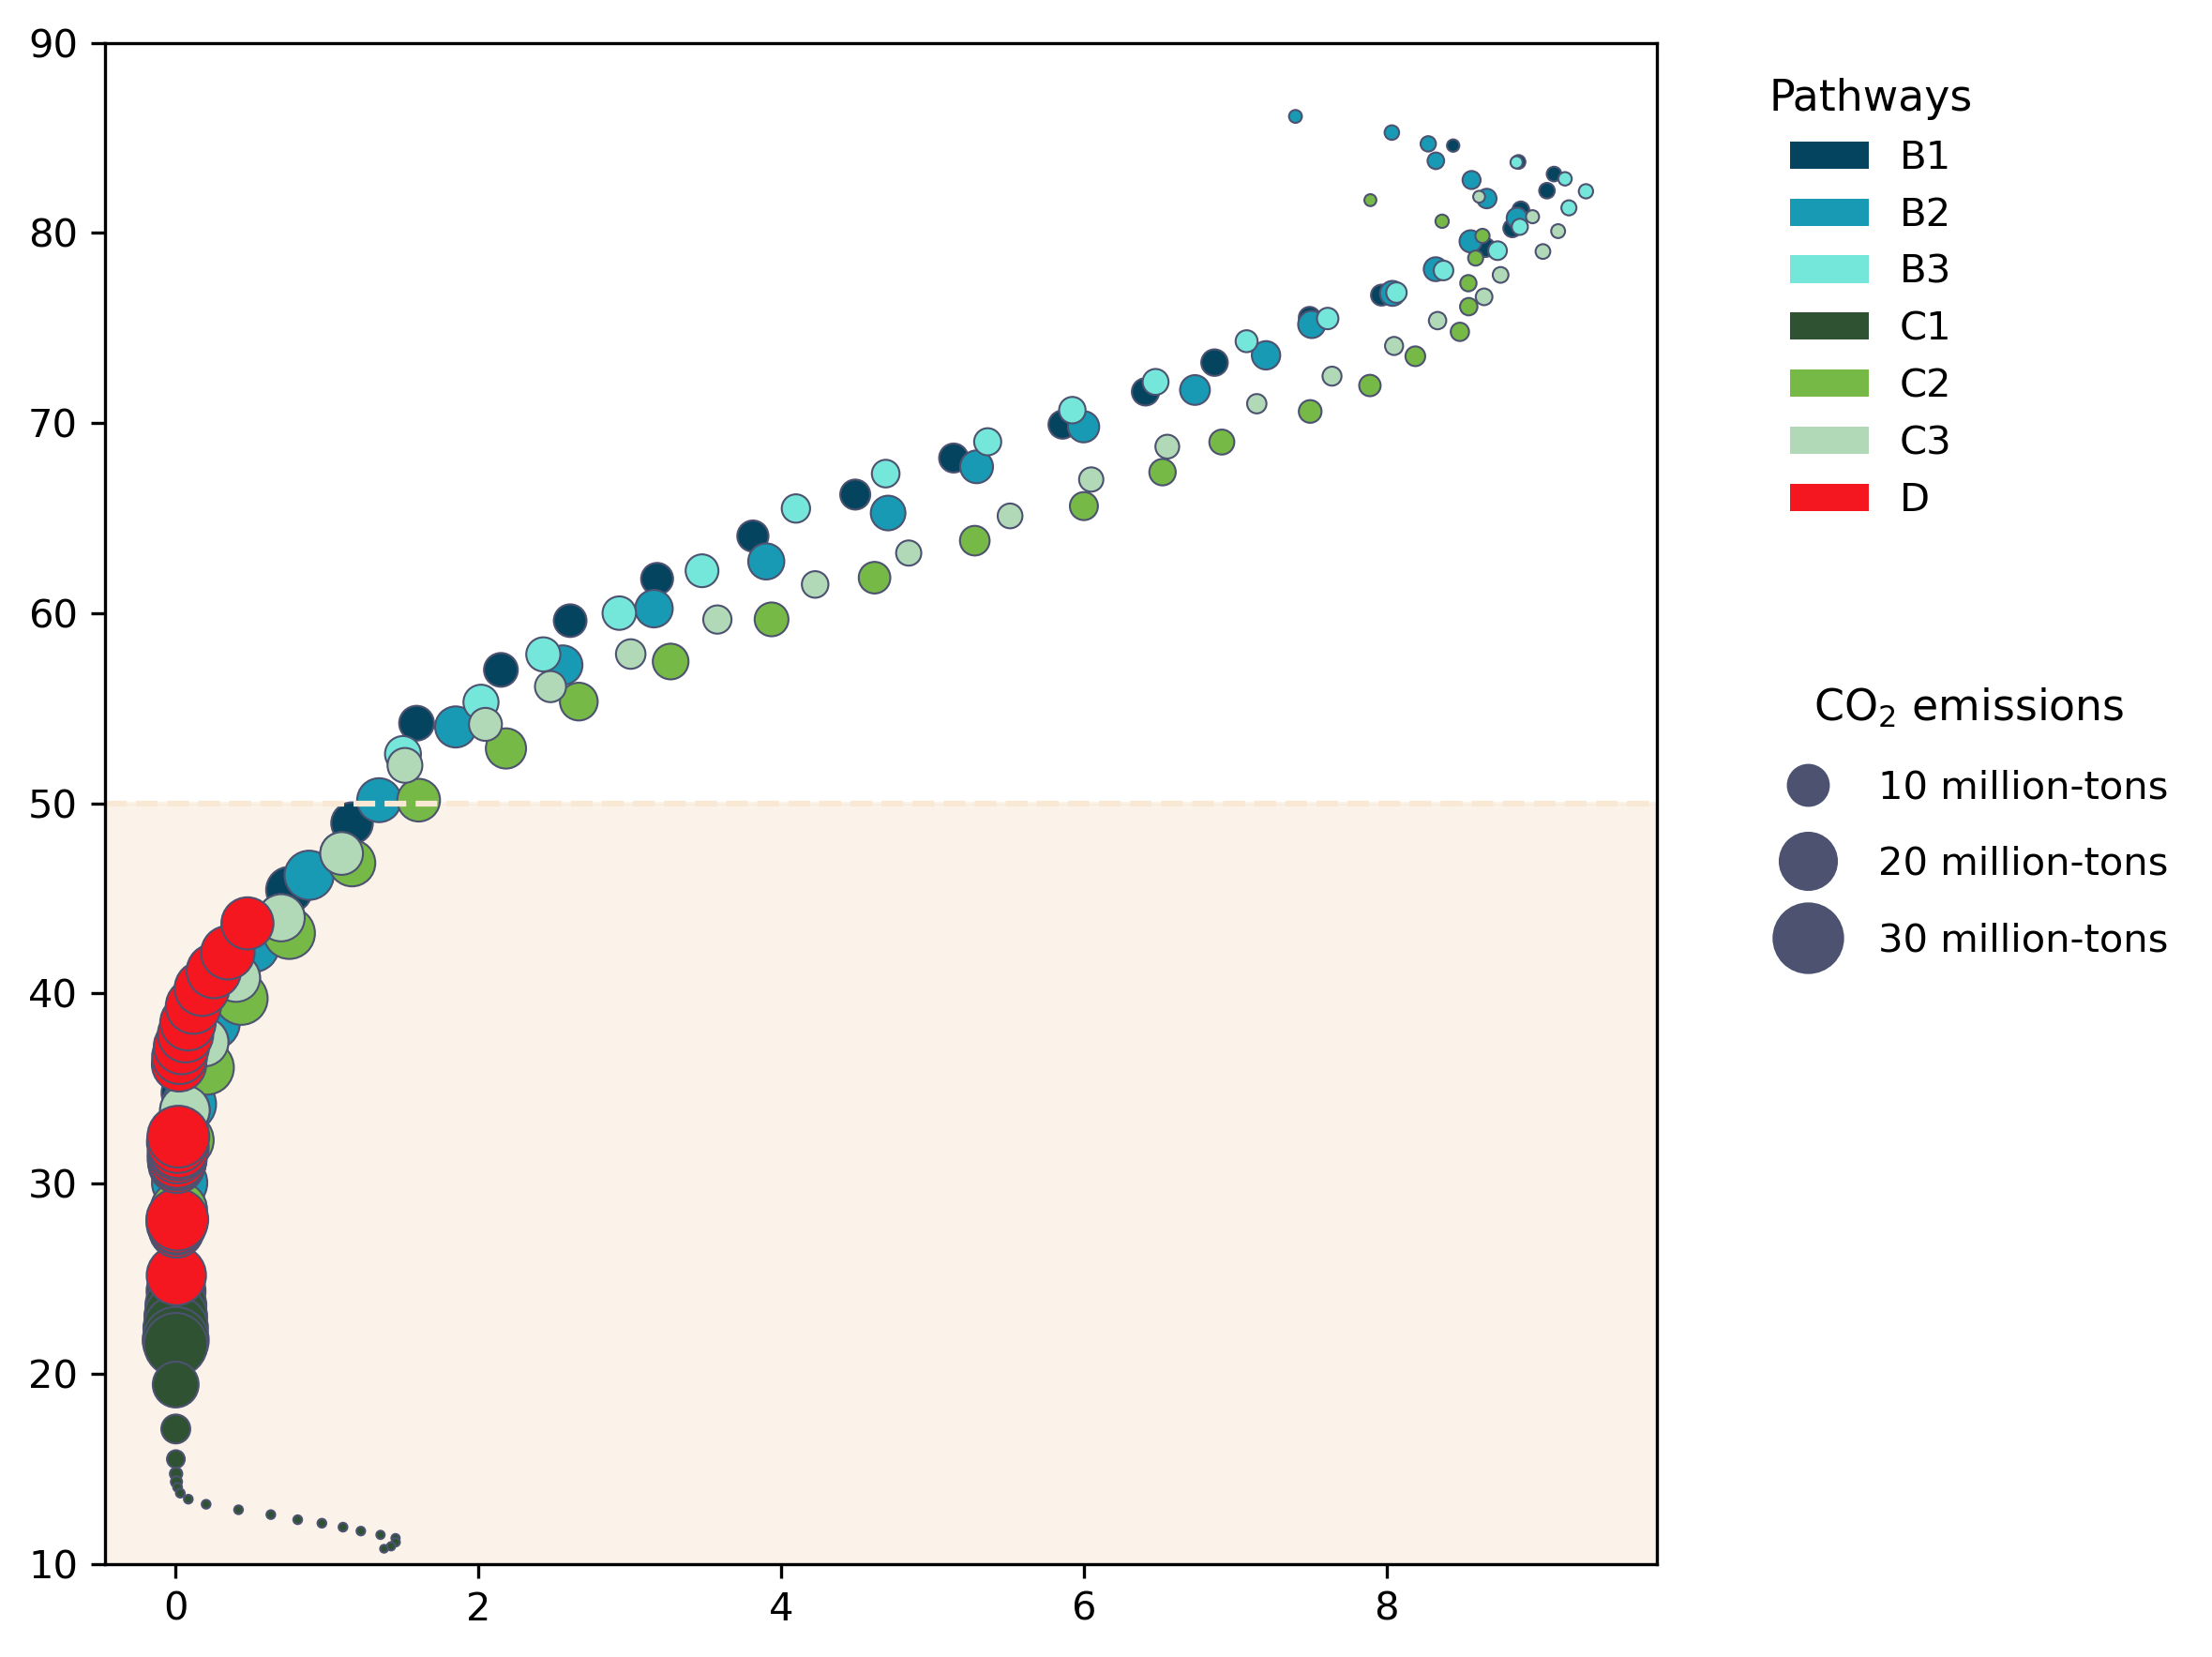 90
80
70
60
50
40
30
20
10
0 2 4 6 8
Pathways
B1
B2
B3
C1
C2
C3
D
CO₂ emissions
10 million-tons
20 million-tons
30 million-tons